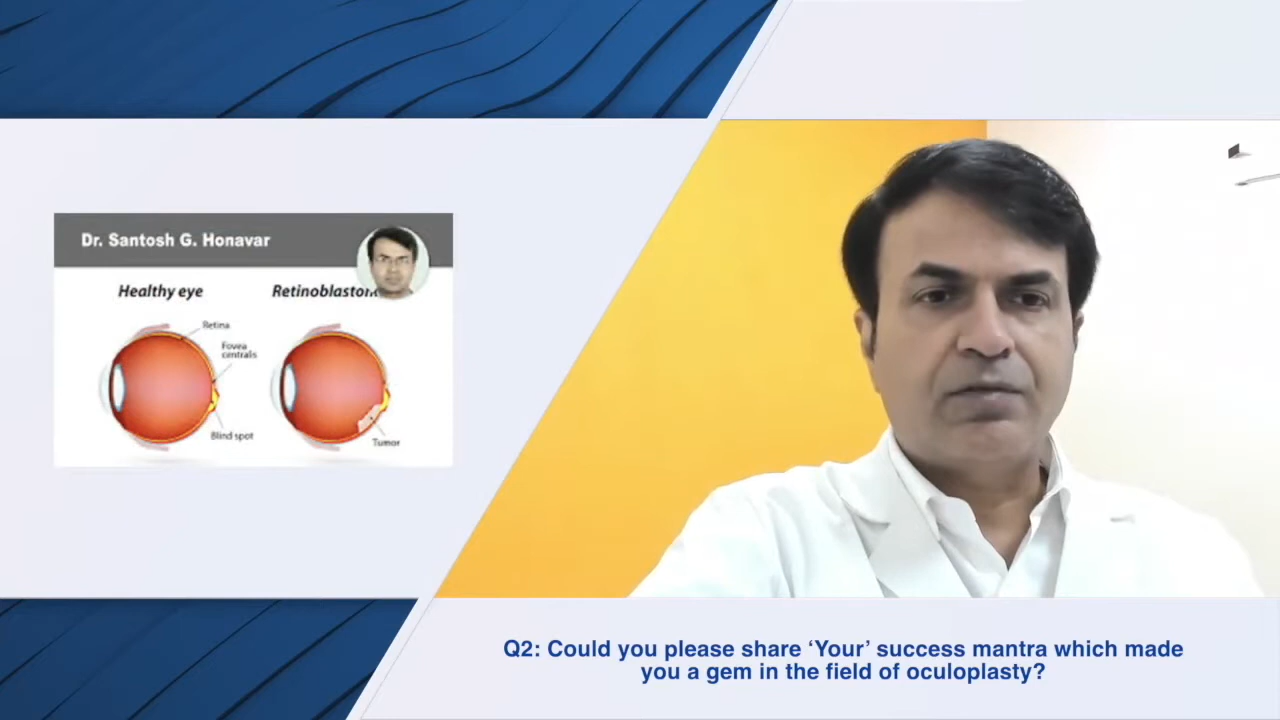 Dr. Santosh G. Honavar
Healthy eye
Retinoblastom
Retina
Fovea
centralis
Blind spot
Tumor
Q2: Could you please share ‘Your’ success mantra which made
you a gem in the field of oculoplasty?